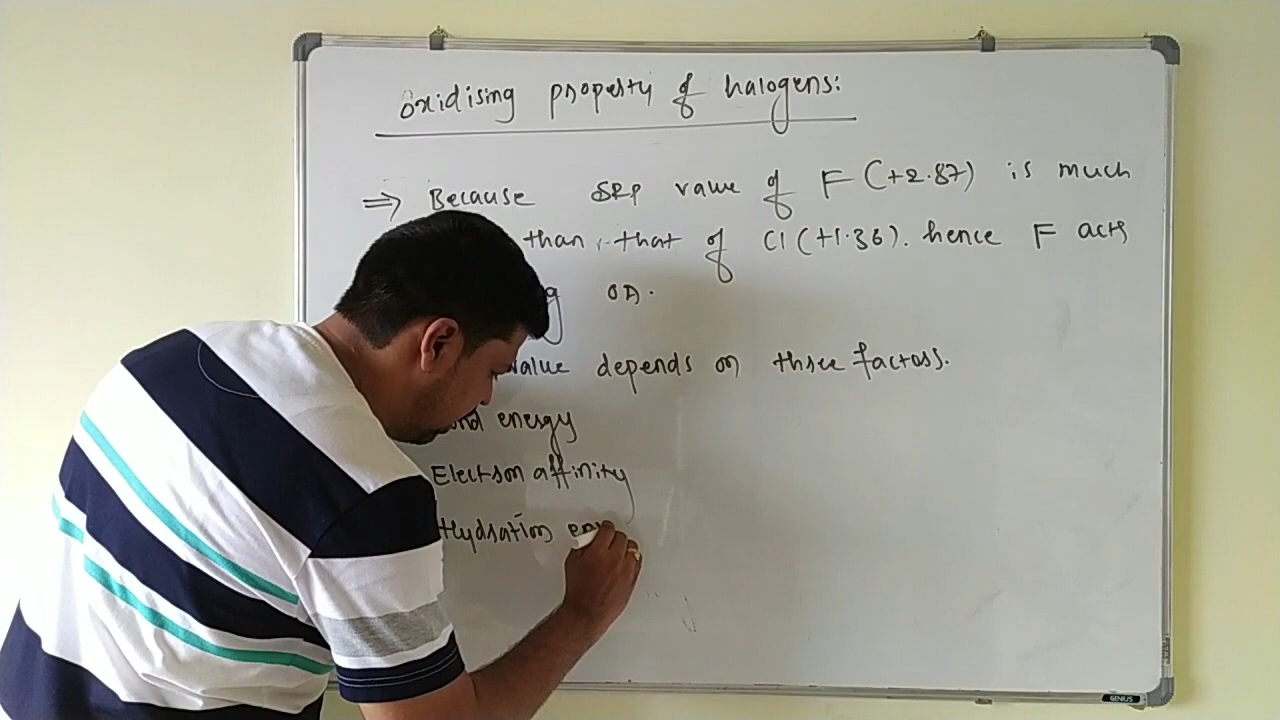 Oxidising property of halogens:
⇒ Because SRP value of F (+2.87) is much
than that of Cl (+1.36). hence F acts
OA.
value depends on three factors.
energy
Electron affinity
Hydration
GENIUS